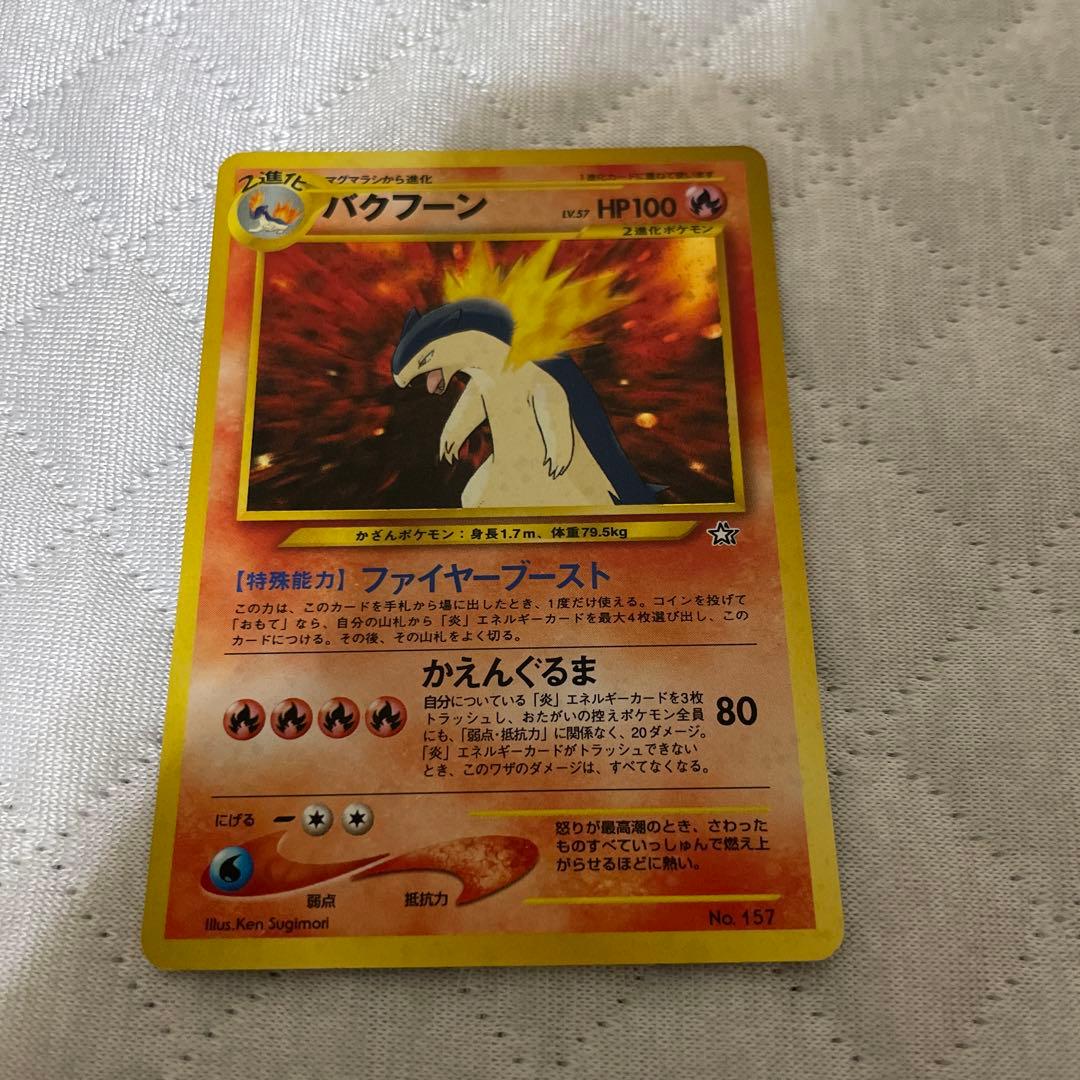 2進化
マグマラシから進化
1進化カードに重ねて使います
バクフーン
LV.57 HP100
2進化ポケモン
かざんポケモン：身長1.7m、体重79.5kg
【特殊能力】ファイヤーブースト
この力は、このカードを手札から場に出したとき、1度だけ使える。コインを投げて
「おもて」なら、自分の山札から「炎」エネルギーカードを最大4枚選び出し、この
カードにつける。その後、その山札をよく切る。
かえんぐるま
自分についている「炎」エネルギーカードを3枚
トラッシュし、おたがいの控えポケモン全員
にも、「弱点・抵抗力」に関係なく、20ダメージ。
「炎」エネルギーカードがトラッシュできない
とき、このワザのダメージは、すべてなくなる。
80
にげる
怒りが最高潮のとき、さわった
ものすべていっしゅんで燃え上
がらせるほどに熱い。
弱点
抵抗力
Illus.Ken Sugimori
No. 157